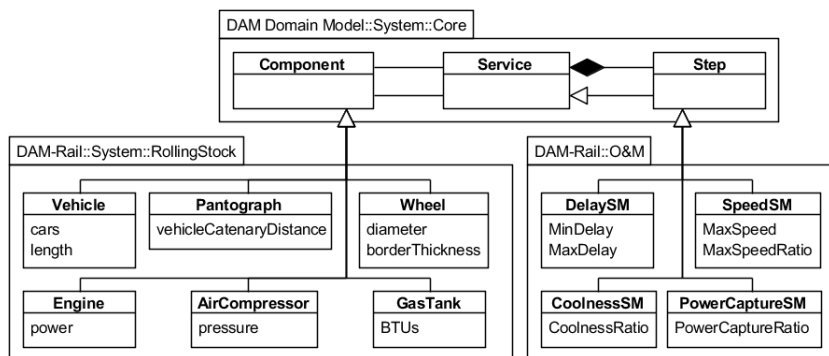 DAM Domain Model::System::Core
Component
Service
Step
DAM-Rail::System::RollingStock
DAM-Rail::O&M
Vehicle
cars
length
Pantograph
vehicleCatenaryDistance
Wheel
diameter
borderThickness
DelaySM
MinDelay
MaxDelay
SpeedSM
MaxSpeed
MaxSpeedRatio
Engine
power
AirCompressor
pressure
GasTank
BTUs
CoolnessSM
CoolnessRatio
PowerCaptureSM
PowerCaptureRatio